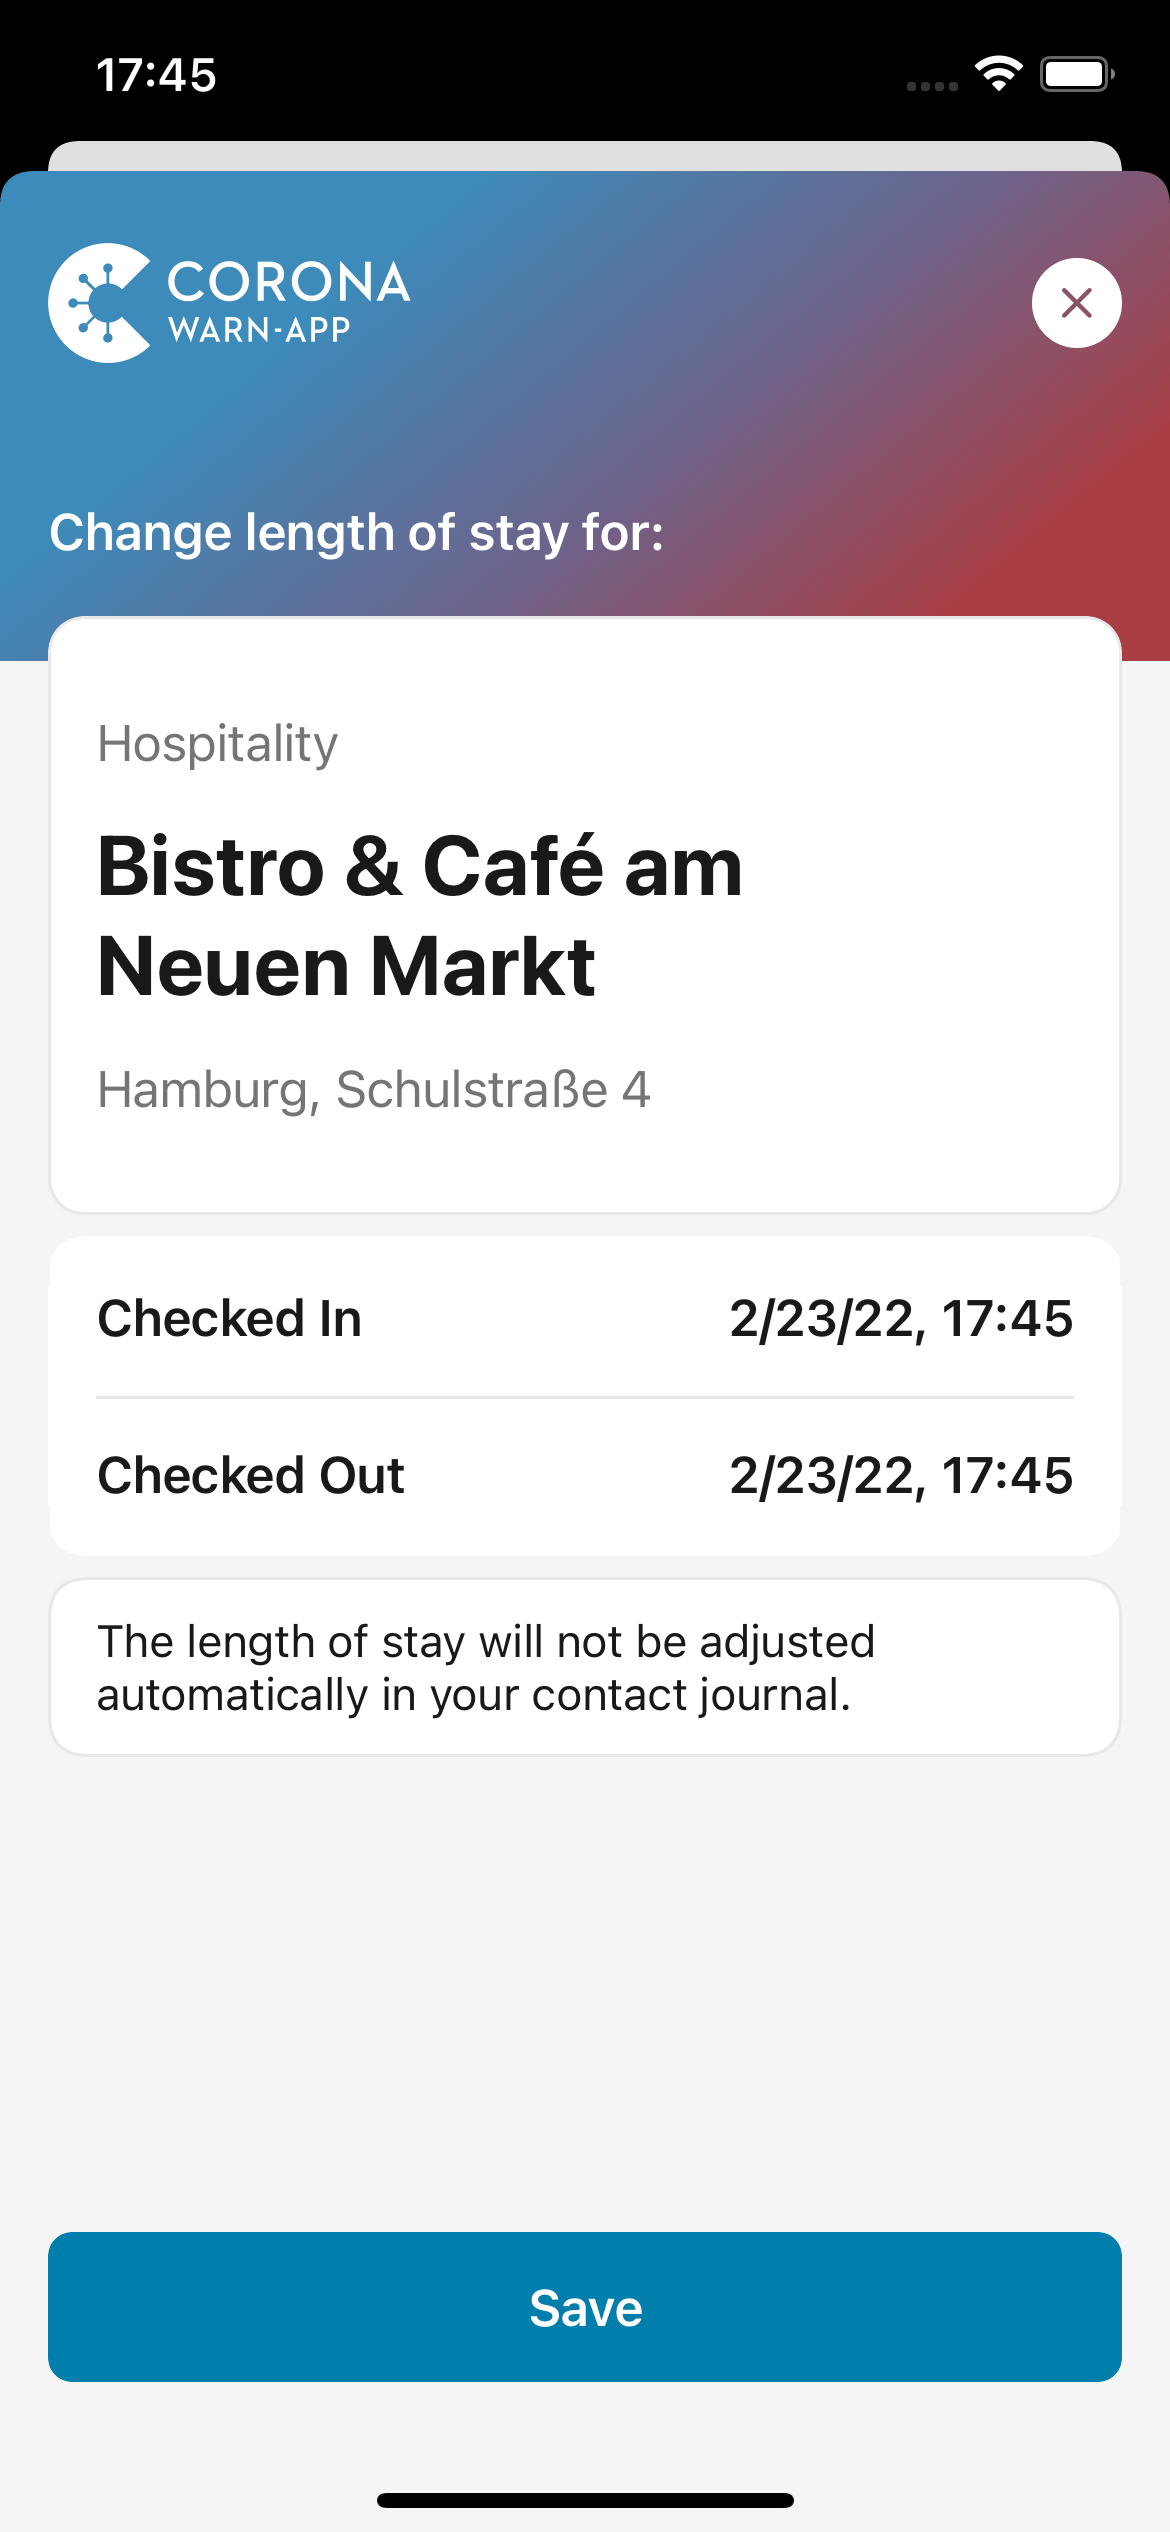 17:45
CORONA
WARN-APP
Change length of stay for:
Hospitality
Bistro & Café am
Neuen Markt
Hamburg, Schulstraße 4
Checked In 2/23/22, 17:45
Checked Out 2/23/22, 17:45
The length of stay will not be adjusted
automatically in your contact journal.
Save